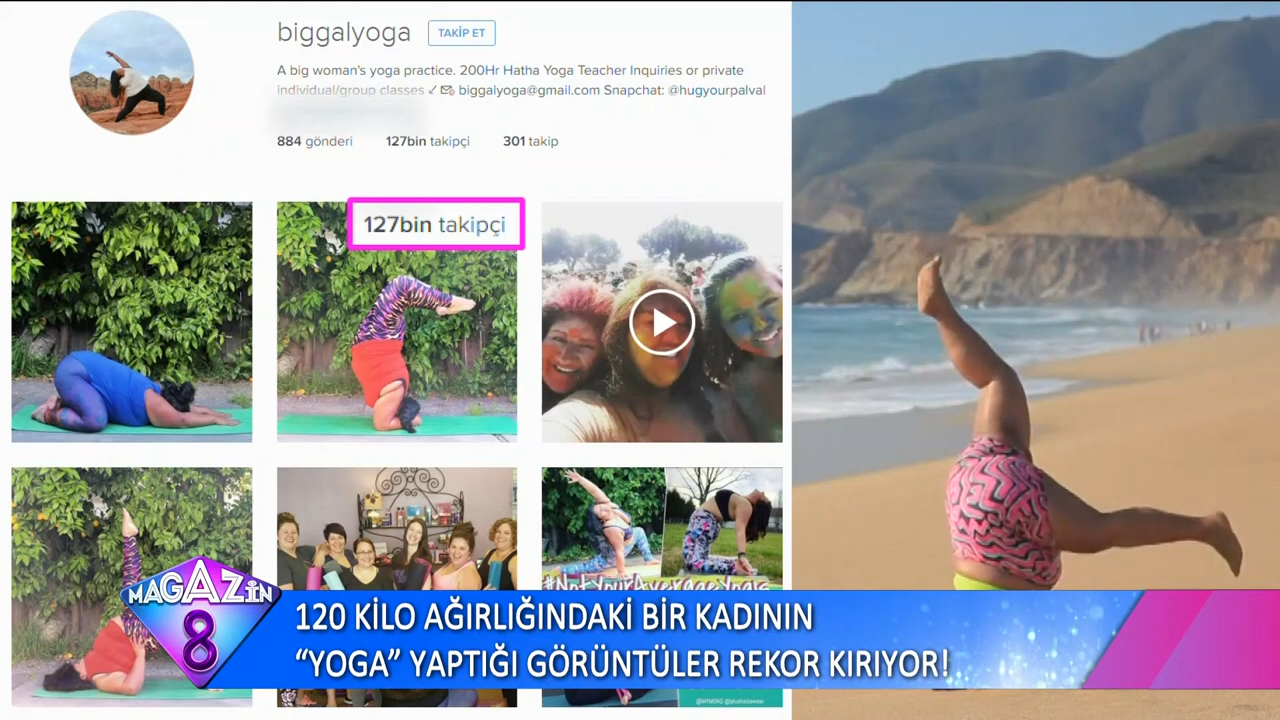 biggalyoga
TAKİP ET
A big woman's yoga practice. 200Hr Hatha Yoga Teacher Inquiries or private
individual/group classes ✓ biggalyoga@gmail.com Snapchat: @hugyourpalval
884 gönderi 127bin takipçi 301 takip
127bin takipçi
#NotYourAverageYogis
MAGAZİN
8
120 KİLO AĞIRLIĞINDAKİ BİR KADININ
“YOGA” YAPTIĞI GÖRÜNTÜLER REKOR KIRIYOR!